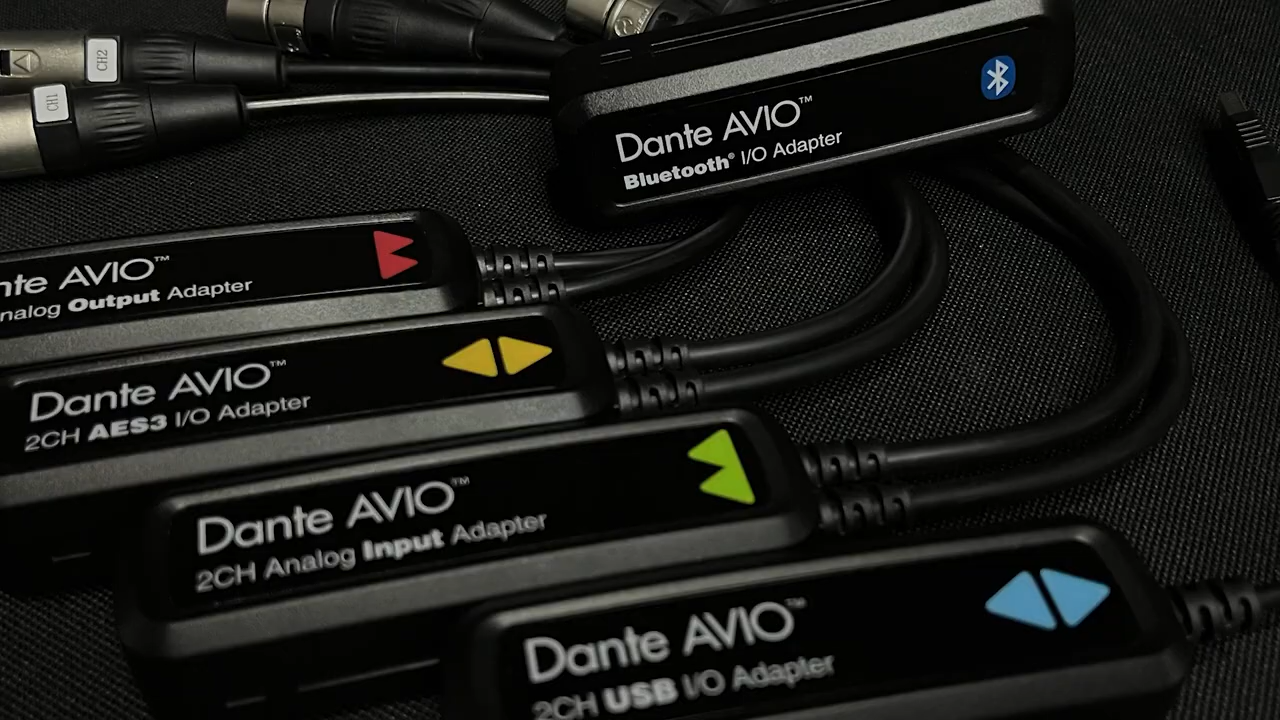 CH2
CH1
Dante AVIO™
Bluetooth® I/O Adapter
nte AVIO™
nalog Output Adapter
Dante AVIO™
2CH AES3 I/O Adapter
Dante AVIO™
2CH Analog Input Adapter
Dante AVIO™
2CH USB I/O Adapter